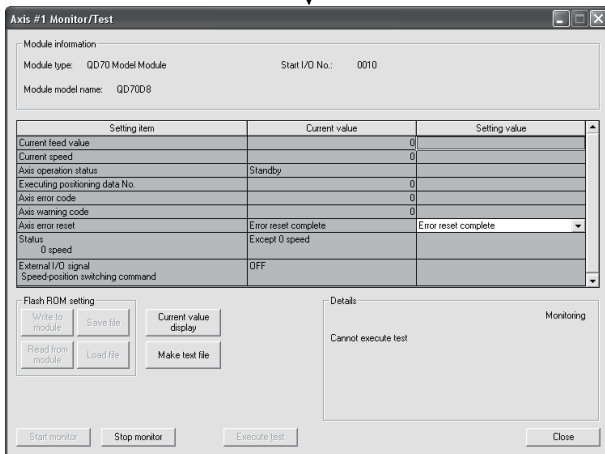 Axis #1 Monitor/Test
Module information
Module type: QD70 Model Module Start I/O No.: 0010
Module model name: QD70D8
Setting item Current value Setting value
Current feed value 0
Current speed 0
Axis operation status Standby
Executing positioning data No. 0
Axis error code 0
Axis warning code 0
Axis error reset Error reset complete Error reset complete
Status Except 0 speed
0 speed
External I/O signal OFF
Speed-position switching command
Flash ROM setting Details
Write to module Save file Current value display Monitoring
Cannot execute test
Read from module Load file Make text file
Start monitor Stop monitor Execute test Close